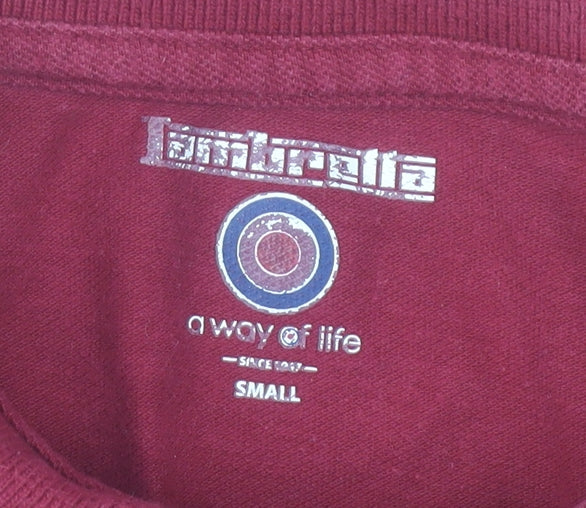 Lambretta
a way of life
SINCE 1947
SMALL